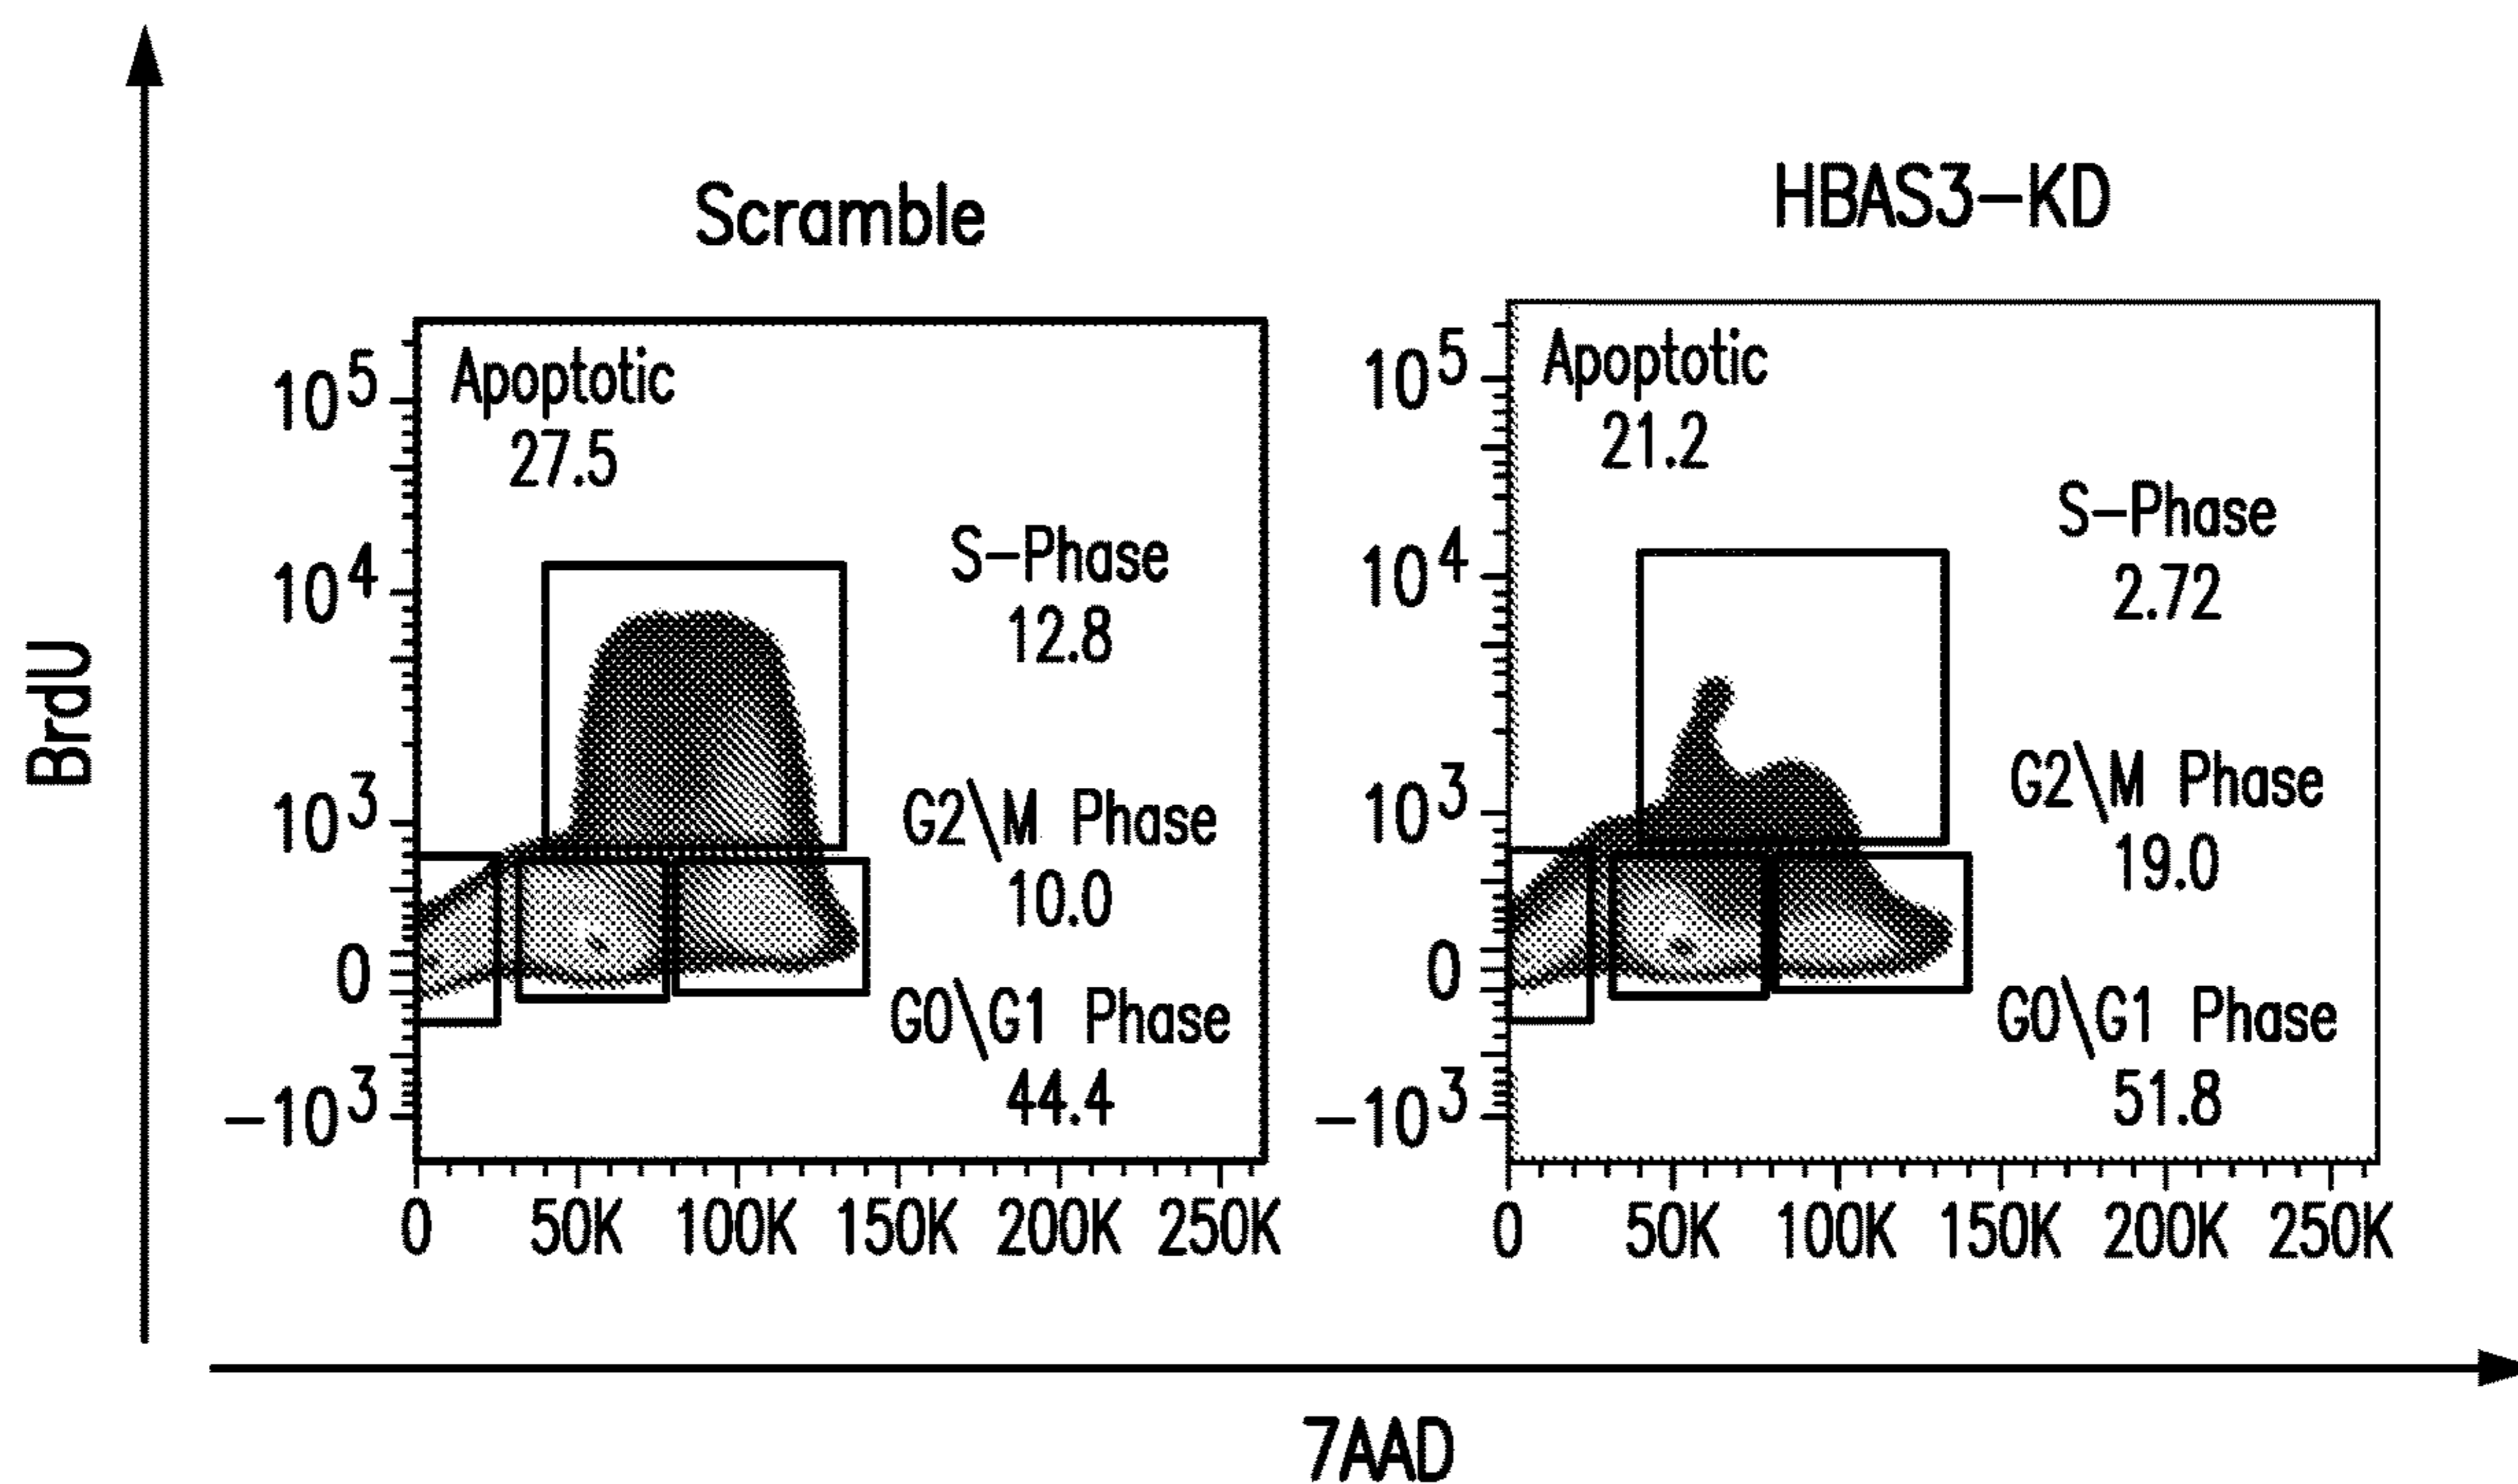 Scramble
HBAS3-KD
BrdU
10^5
10^4
10^3
0
-10^3
Apoptotic
27.5
S-Phase
12.8
G2\M Phase
10.0
G0\G1 Phase
44.4
0 50K 100K 150K 200K 250K
10^5
10^4
10^3
0
-10^3
Apoptotic
21.2
S-Phase
2.72
G2\M Phase
19.0
G0\G1 Phase
51.8
0 50K 100K 150K 200K 250K
7AAD